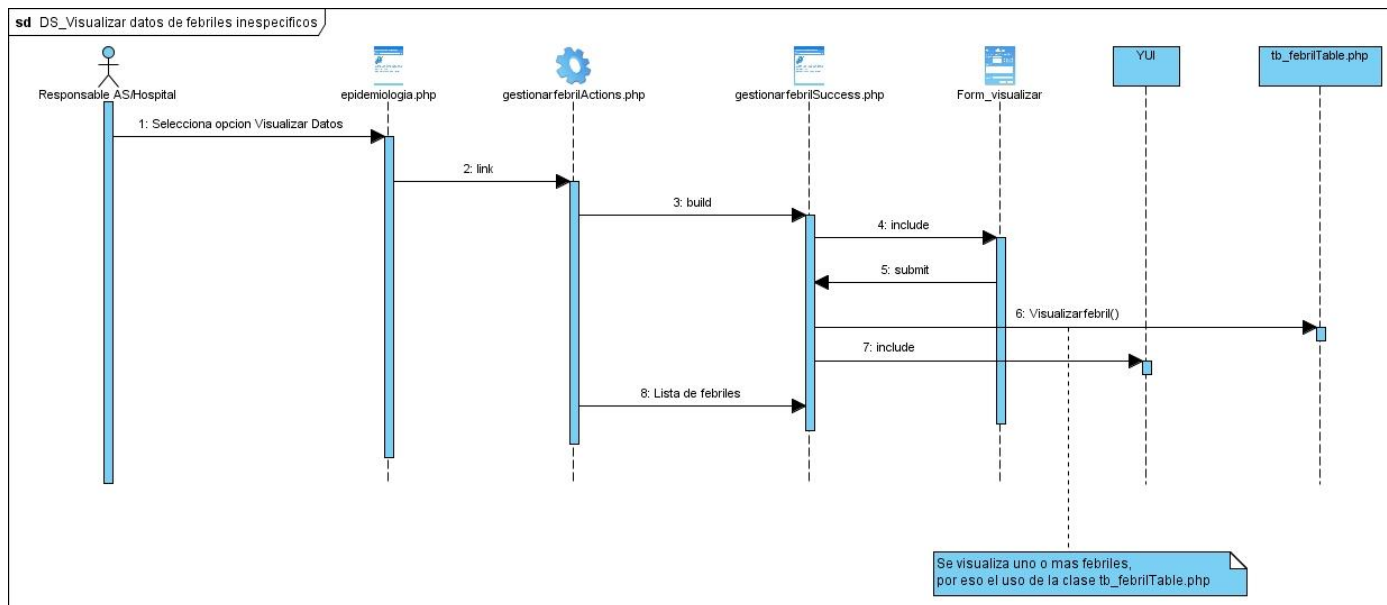 sd DS_Visualizar datos de febriles inespecificos
Responsable AS/Hospital
epidemiologia.php
gestionarfebrilActions.php
gestionarfebrilSuccess.php
Form_visualizar
YUI
tb_febrilTable.php
1: Selecciona opcion Visualizar Datos
2: link
3: build
4: include
5: submit
6: Visualizarfebril()
7: include
8: Lista de febriles
Se visualiza uno o mas febriles,
por eso el uso de la clase tb_febrilTable.php